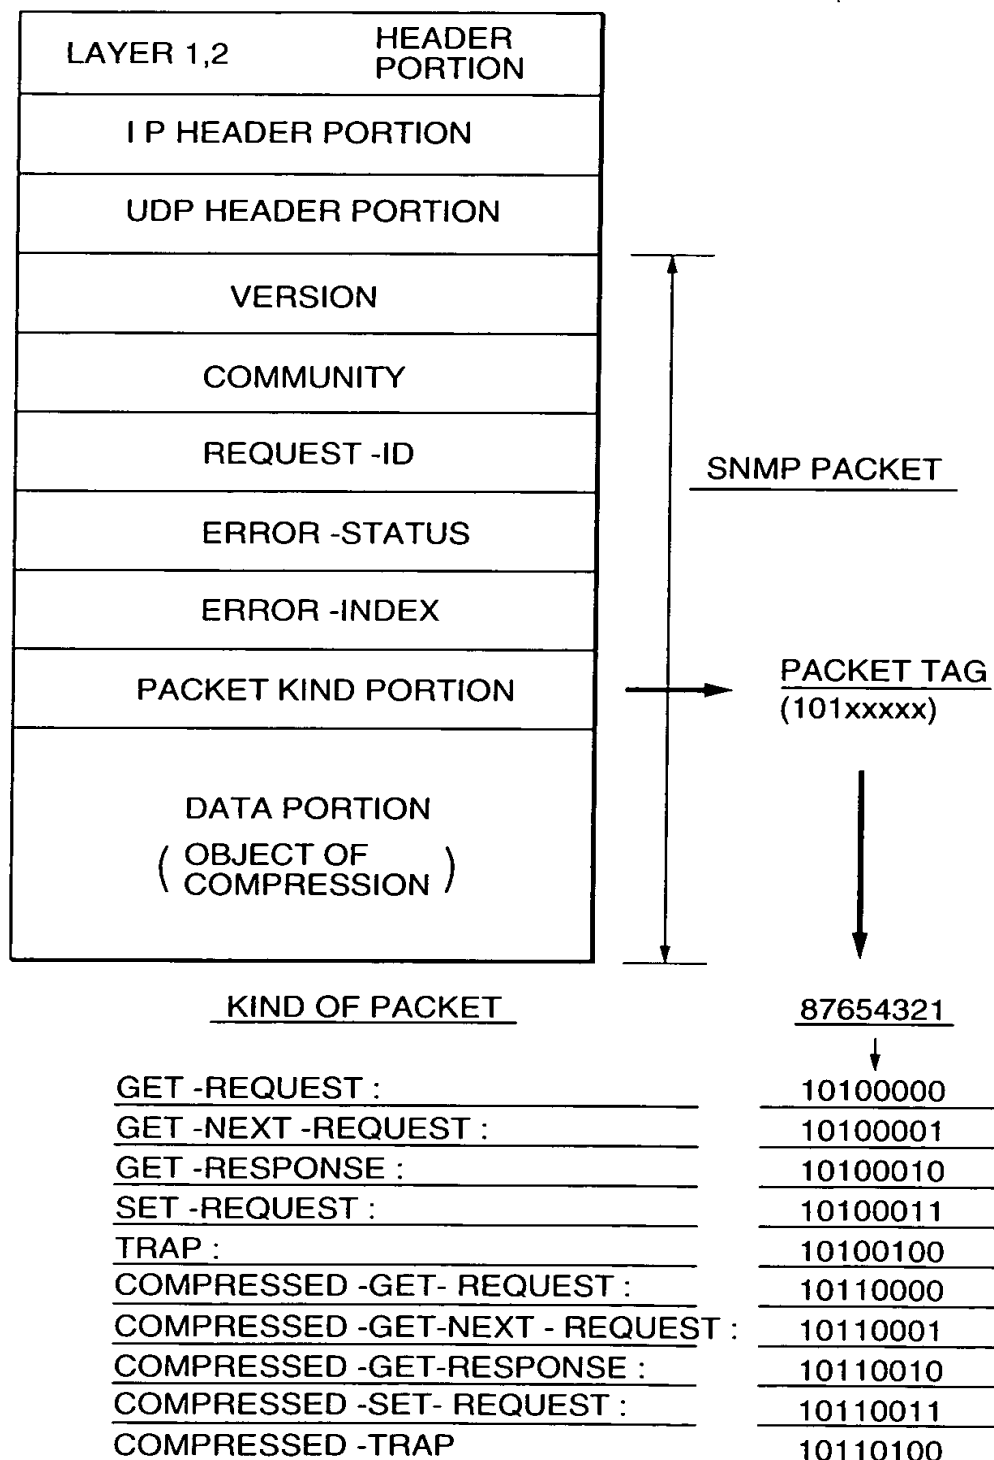 LAYER 1,2 HEADER PORTION
I P HEADER PORTION
UDP HEADER PORTION
VERSION
COMMUNITY
REQUEST -ID
SNMP PACKET
ERROR -STATUS
ERROR -INDEX
PACKET KIND PORTION
PACKET TAG
(101xxxxx)
DATA PORTION
( OBJECT OF
COMPRESSION )
KIND OF PACKET 87654321
GET -REQUEST : 10100000
GET -NEXT -REQUEST : 10100001
GET -RESPONSE : 10100010
SET -REQUEST : 10100011
TRAP : 10100100
COMPRESSED -GET- REQUEST : 10110000
COMPRESSED -GET-NEXT - REQUEST : 10110001
COMPRESSED -GET-RESPONSE : 10110010
COMPRESSED -SET- REQUEST : 10110011
COMPRESSED -TRAP 10110100